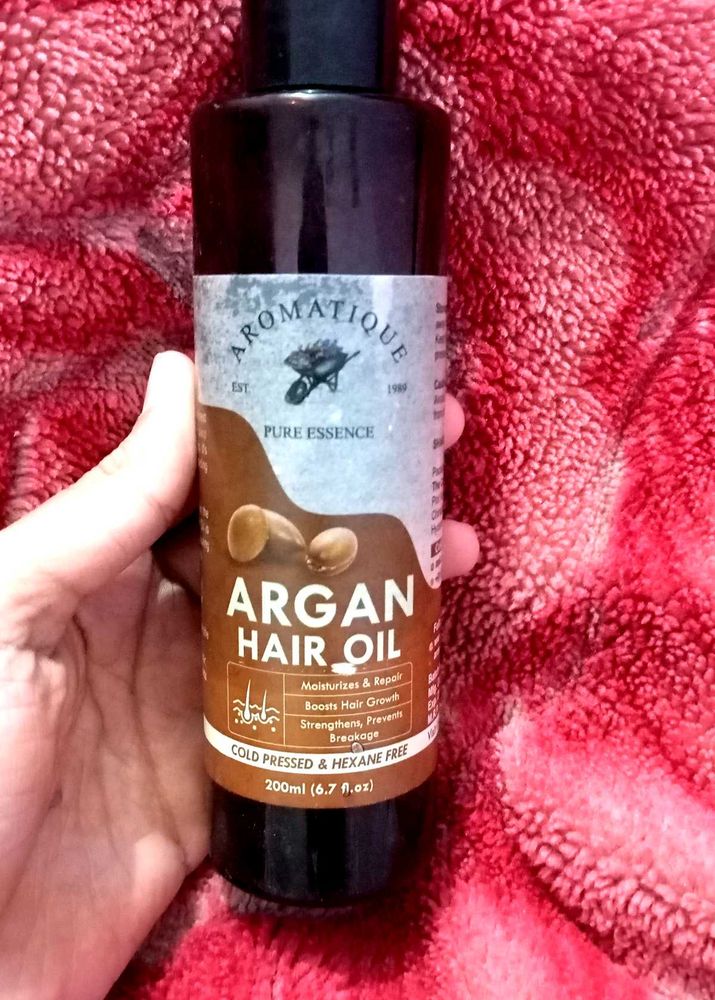 AROMATIQUE
EST. 1989
PURE ESSENCE
ARGAN
HAIR OIL
Moisturizes & Repair
Boosts Hair Growth
Strengthens, Prevents
Breakage
COLD PRESSED & HEXANE FREE
200ml (6.7 fl.oz)